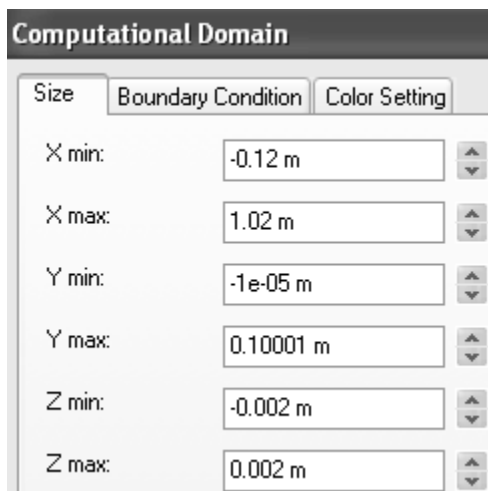 Computational Domain
Size Boundary Condition Color Setting
X min: -0.12 m
X max: 1.02 m
Y min: -1e-05 m
Y max: 0.10001 m
Z min: -0.002 m
Z max: 0.002 m